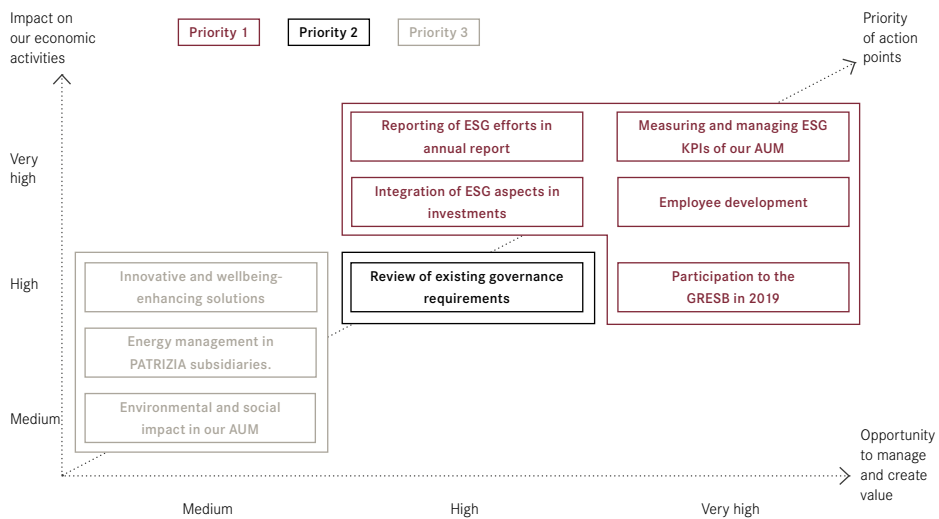 Impact on
our economic
activities
Priority 1
Priority 2
Priority 3
Priority
of action
points
Very
high
Reporting of ESG efforts in
annual report
Measuring and managing ESG
KPIs of our AUM
Integration of ESG aspects in
investments
Employee development
High
Innovative and wellbeing-
enhancing solutions
Review of existing governance
requirements
Participation to the
GRESB in 2019
Energy management in
PATRIZIA subsidiaries.
Medium
Environmental and social
impact in our AUM
Opportunity
to manage
and create
value
Medium
High
Very high